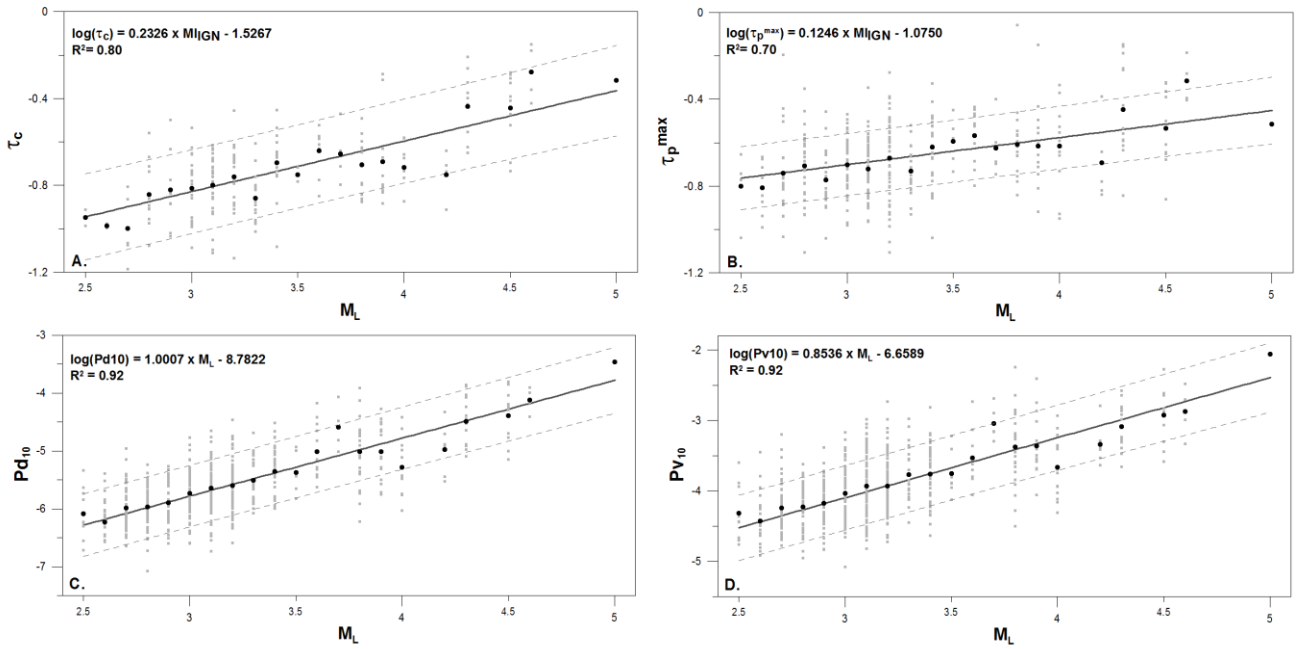 0
-0.4
-0.8
-1.2
τc
log(τc) = 0.2326 x MIIGN - 1.5267
R²= 0.80
A.
2.5 3 3.5 4 4.5 5
ML
0
-0.4
-0.8
-1.2
τp max
log(τp max) = 0.1246 x MIIGN - 1.0750
R²= 0.70
B.
2.5 3 3.5 4 4.5 5
ML
-3
-4
-5
-6
-7
Pd10
log(Pd10) = 1.0007 x ML - 8.7822
R² = 0.92
C.
2.5 3 3.5 4 4.5 5
ML
-2
-3
-4
-5
Pv10
log(Pv10) = 0.8536 x ML - 6.6589
R² = 0.92
D.
2.5 3 3.5 4 4.5 5
ML